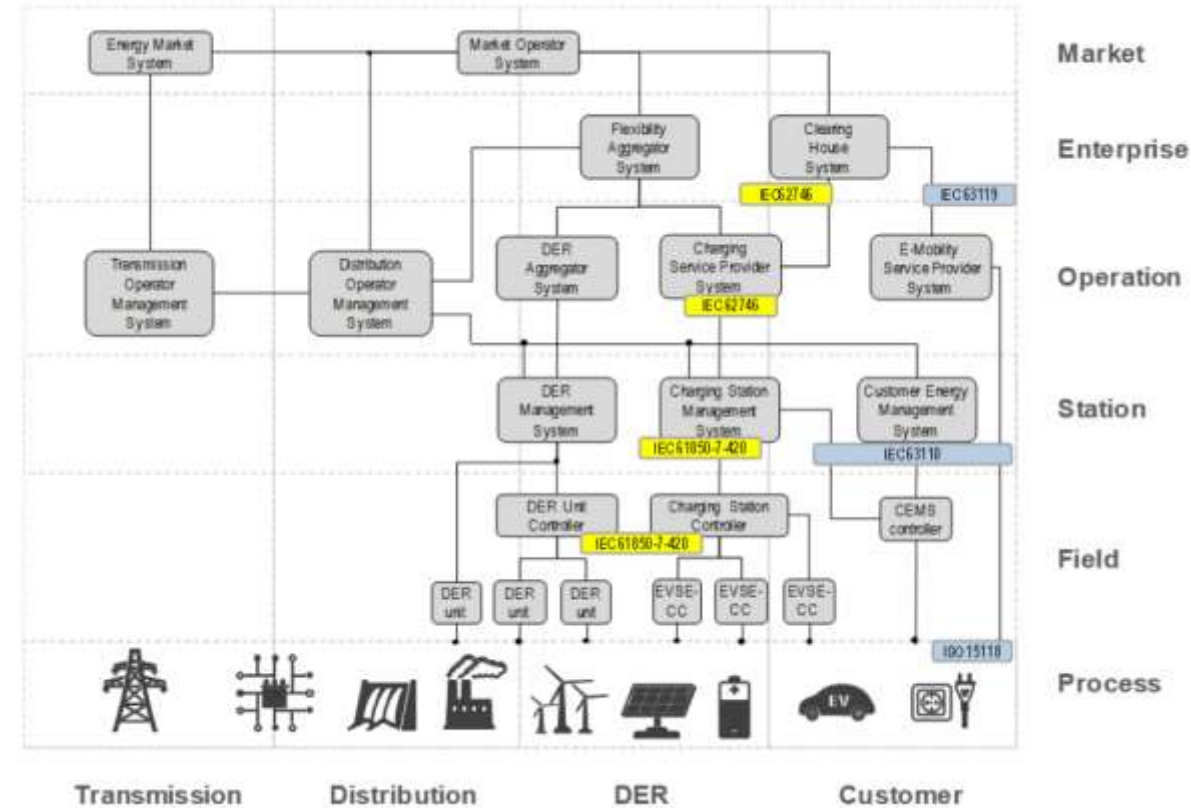 Energy Market
System
Market Operator
System
Market
Flexibility
Aggregator
System
Clearing
House
System
Enterprise
IEC62746
IEC63119
Transmission
Operator
Management
System
Distribution
Operator
Management
System
DER
Aggregator
System
Charging
Service Provider
System
IEC62746
E-Mobility
Service Provider
System
Operation
DER
Management
System
Charging Station
Management
System
IEC61850-7-420
Customer Energy
Management
System
IEC63110
Station
DER Unit
Controller
Charging Station
Controller
IEC61850-7-420
CEMS
controller
Field
DER
unit
DER
unit
DER
unit
EVSE-
CC
EVSE-
CC
EVSE-
CC
ISO15118
EV
Process
Transmission
Distribution
DER
Customer